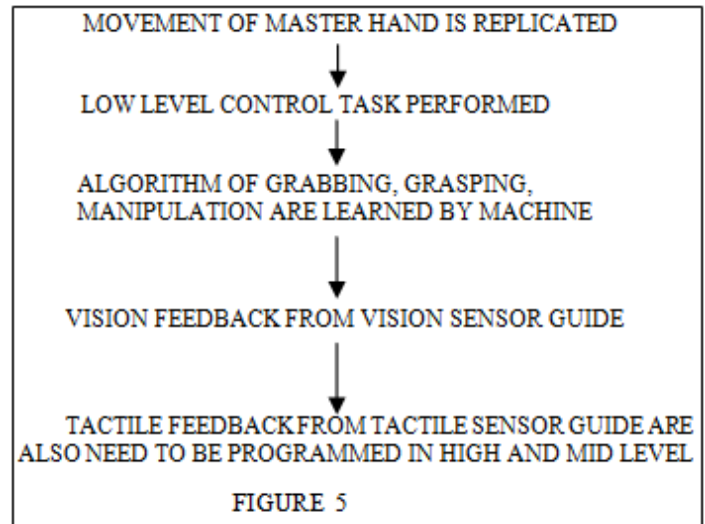 MOVEMENT OF MASTER HAND IS REPLICATED
LOW LEVEL CONTROL TASK PERFORMED
ALGORITHM OF GRABBING, GRASPING,
MANIPULATION ARE LEARNED BY MACHINE
VISION FEEDBACK FROM VISION SENSOR GUIDE
TACTILE FEEDBACK FROM TACTILE SENSOR GUIDE ARE
ALSO NEED TO BE PROGRAMMED IN HIGH AND MID LEVEL
FIGURE 5